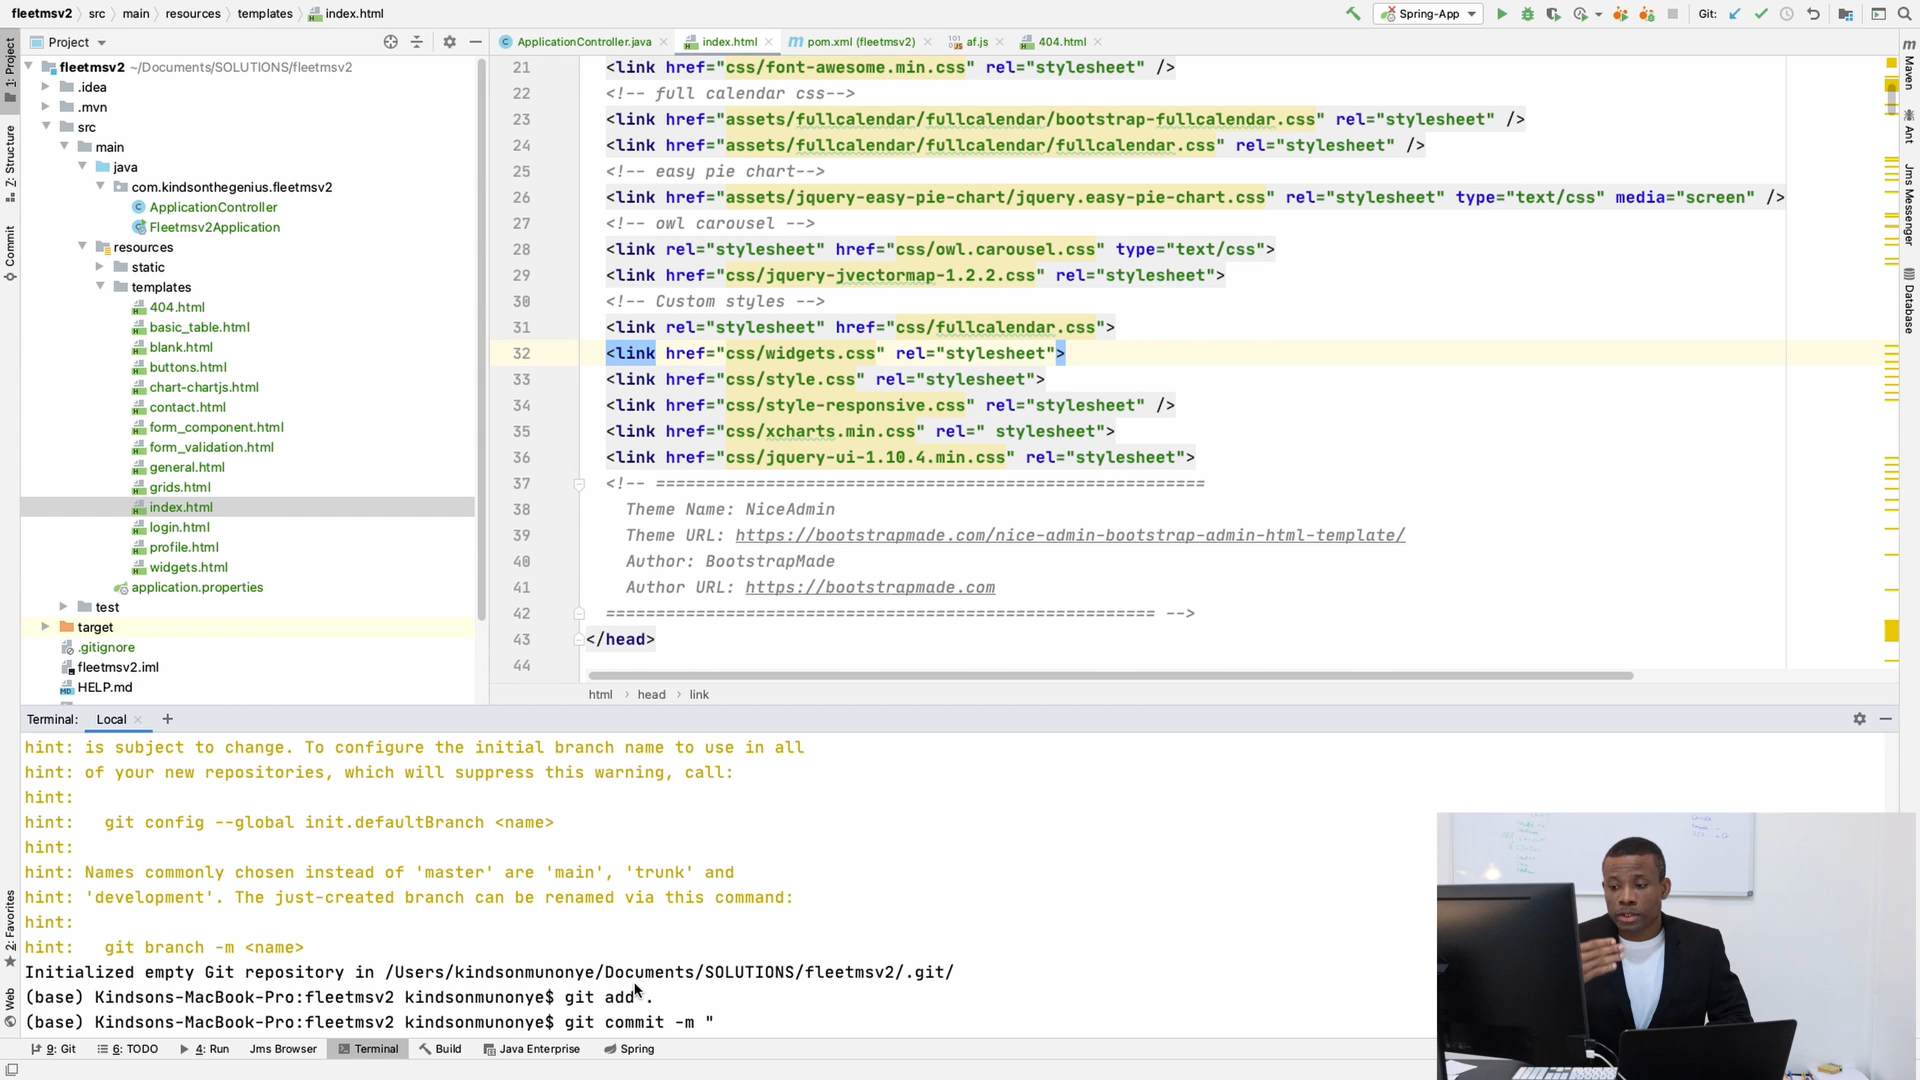 fleetmsv2 src main resources templates index.html
Spring-App
Git:
1: Project
Z: Structure
Commit
2: Favorites
Web
Project
fleetmsv2 ~/Documents/SOLUTIONS/fleetmsv2
.idea
.mvn
src
main
java
com.kindsonthegenius.fleetmsv2
ApplicationController
Fleetmsv2Application
resources
static
templates
404.html
basic_table.html
blank.html
buttons.html
chart-chartjs.html
contact.html
form_component.html
form_validation.html
general.html
grids.html
index.html
login.html
profile.html
widgets.html
application.properties
test
target
.gitignore
fleetmsv2.iml
HELP.md
ApplicationController.java index.html pom.xml (fleetmsv2) af.js 404.html
21 <link href="css/font-awesome.min.css" rel="stylesheet" />
22 <!-- full calendar css-->
23 <link href="assets/fullcalendar/fullcalendar/bootstrap-fullcalendar.css" rel="stylesheet" />
24 <link href="assets/fullcalendar/fullcalendar/fullcalendar.css" rel="stylesheet" />
25 <!-- easy pie chart-->
26 <link href="assets/jquery-easy-pie-chart/jquery.easy-pie-chart.css" rel="stylesheet" type="text/css" media="screen" />
27 <!-- owl carousel -->
28 <link rel="stylesheet" href="css/owl.carousel.css" type="text/css">
29 <link href="css/jquery-jvectormap-1.2.2.css" rel="stylesheet">
30 <!-- Custom styles -->
31 <link rel="stylesheet" href="css/fullcalendar.css">
32 <link href="css/widgets.css" rel="stylesheet">
33 <link href="css/style.css" rel="stylesheet">
34 <link href="css/style-responsive.css" rel="stylesheet" />
35 <link href="css/xcharts.min.css" rel=" stylesheet">
36 <link href="css/jquery-ui-1.10.4.min.css" rel="stylesheet">
37 <!-- =======================================================
38 Theme Name: NiceAdmin
39 Theme URL: https://bootstrapmade.com/nice-admin-bootstrap-admin-html-template/
40 Author: BootstrapMade
41 Author URL: https://bootstrapmade.com
42 ======================================================= -->
43 </head>
44
html head link
Maven
Ant
Jms Messenger
Database
Terminal: Local
hint: is subject to change. To configure the initial branch name to use in all
hint: of your new repositories, which will suppress this warning, call:
hint:
hint: git config --global init.defaultBranch <name>
hint:
hint: Names commonly chosen instead of 'master' are 'main', 'trunk' and
hint: 'development'. The just-created branch can be renamed via this command:
hint:
hint: git branch -m <name>
Initialized empty Git repository in /Users/kindsonmunonye/Documents/SOLUTIONS/fleetmsv2/.git/
(base) Kindsons-MacBook-Pro:fleetmsv2 kindsonmunonye$ git add .
(base) Kindsons-MacBook-Pro:fleetmsv2 kindsonmunonye$ git commit -m "
9: Git 6: TODO 4: Run Jms Browser Terminal Build Java Enterprise Spring